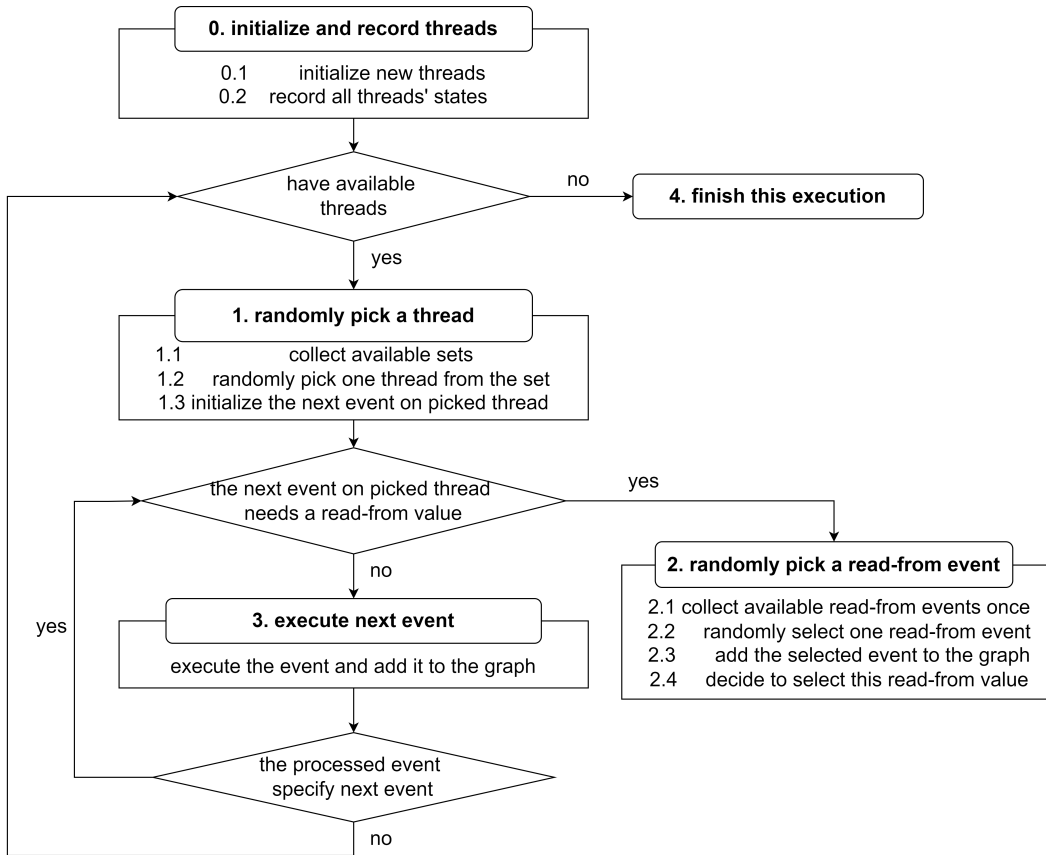 0. initialize and record threads
0.1 initialize new threads
0.2 record all threads' states
have available
threads
no
4. finish this execution
yes
1. randomly pick a thread
1.1 collect available sets
1.2 randomly pick one thread from the set
1.3 initialize the next event on picked thread
the next event on picked thread
needs a read-from value
yes
no
2. randomly pick a read-from event
2.1 collect available read-from events once
2.2 randomly select one read-from event
2.3 add the selected event to the graph
2.4 decide to select this read-from value
3. execute next event
yes
execute the event and add it to the graph
the processed event
specify next event
no